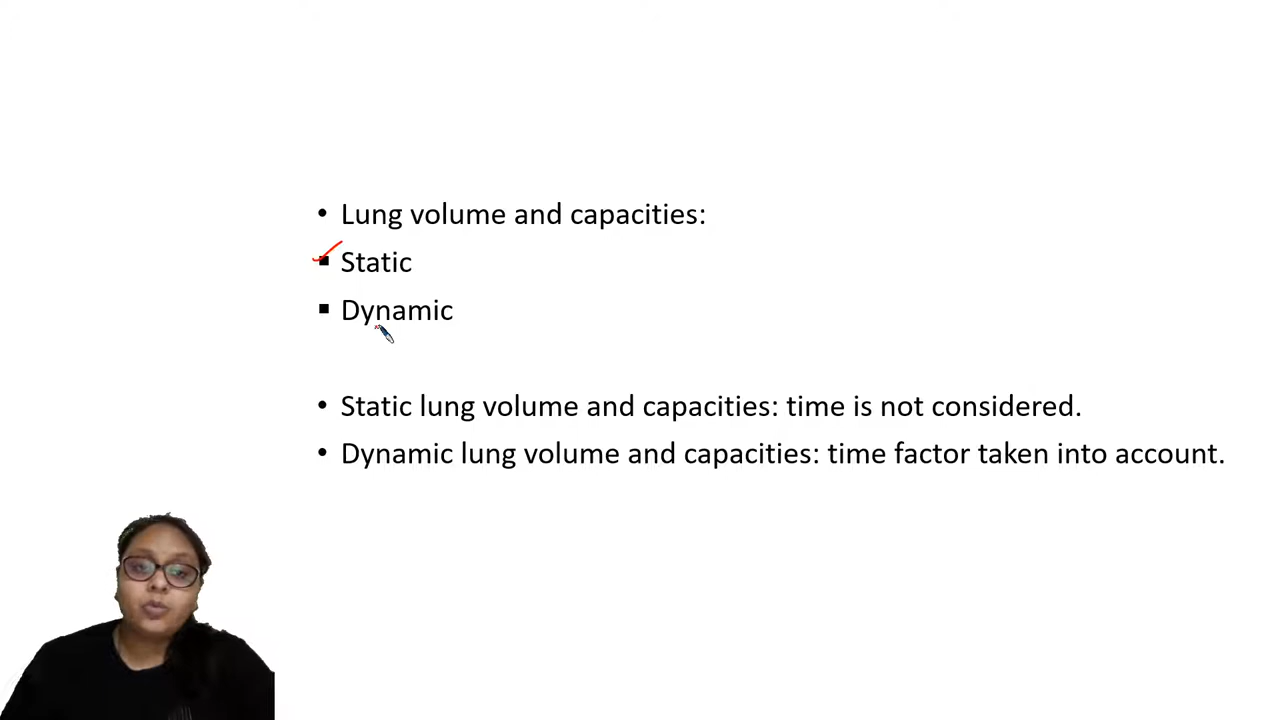 Lung volume and capacities:
Static
Dynamic
Static lung volume and capacities: time is not considered.
Dynamic lung volume and capacities: time factor taken into account.